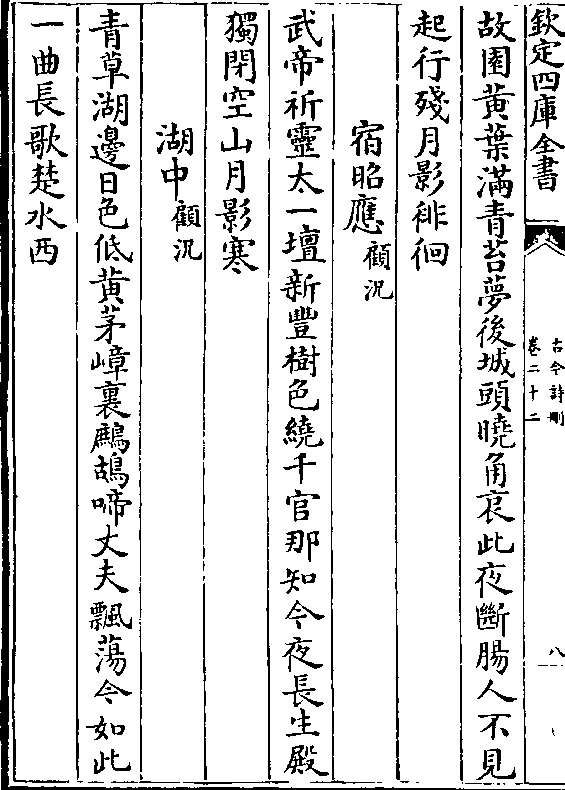 欽定四庫全書
古今詩刪
卷二十二
八
故園黃葉滿青苔夢後城頭曉角哀此夜斷腸人不見
起行殘月影徘徊
宿昭應顧況
武帝祈靈太一壇新豐樹色繞千官那知今夜長生殿
獨閉空山月影寒
湖中顧況
青草湖邊日色低黃茅嶂裏鷓鴣啼丈夫飄蕩今如此
一曲長歌楚水西